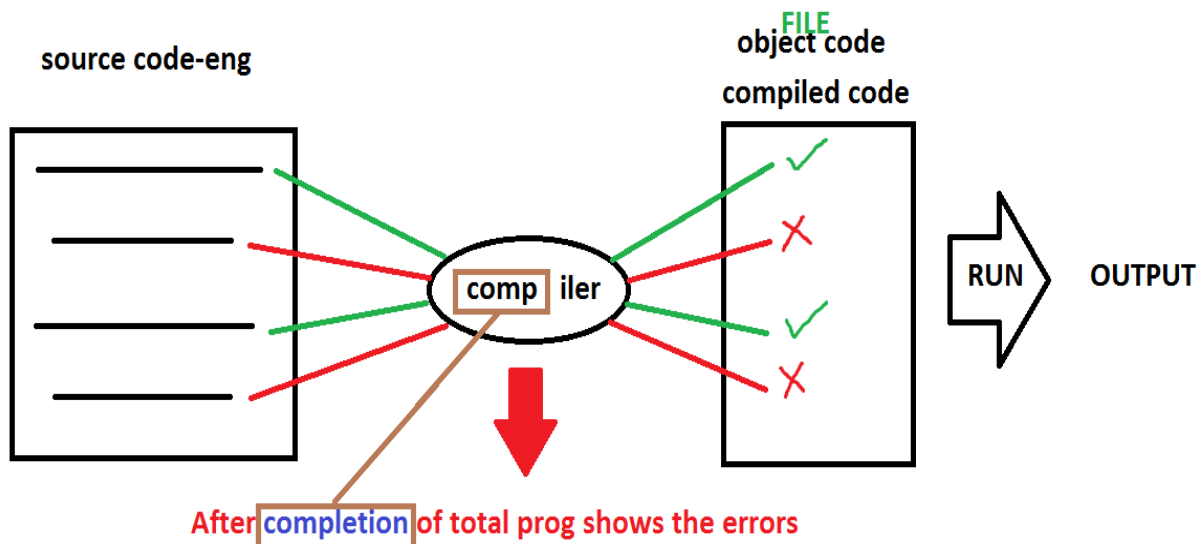 source code-eng
FILE
object code
compiled code
comp iler
RUN
OUTPUT
After completion of total prog shows the errors